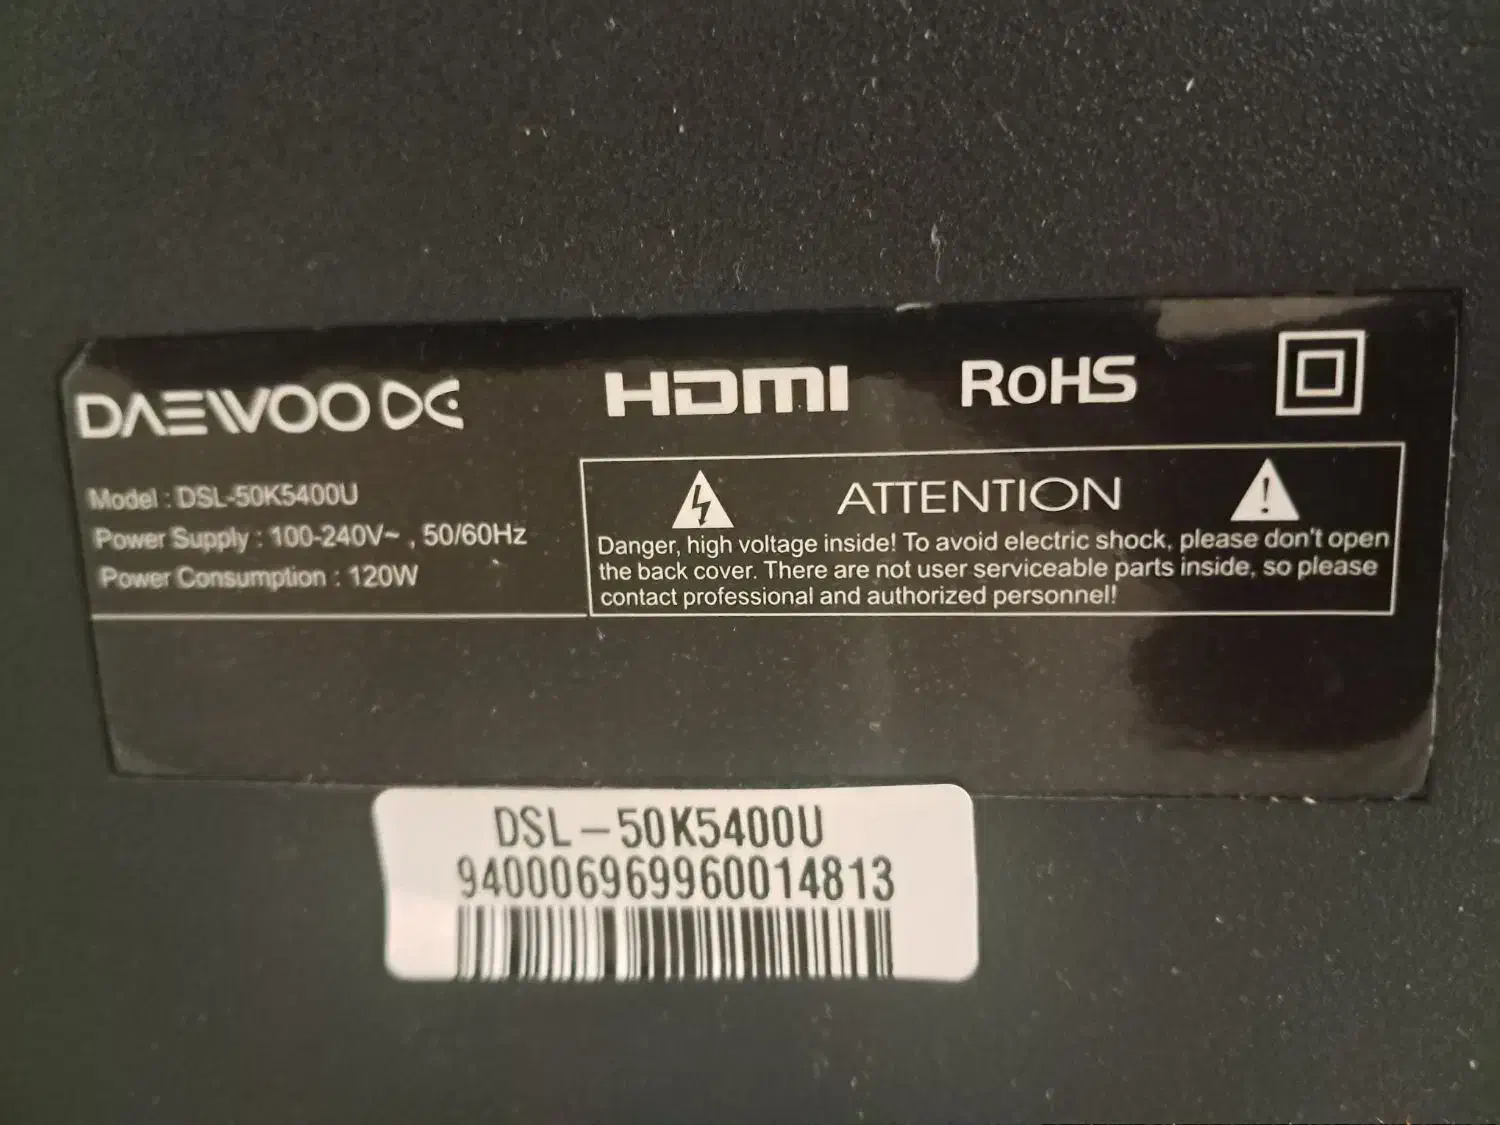 DAEWOO DE
HDMI
RoHS
Model : DSL-50K5400U
Power Supply : 100-240V~ , 50/60Hz
Power Consumption : 120W
ATTENTION
Danger, high voltage inside! To avoid electric shock, please don't open
the back cover. There are not user serviceable parts inside, so please
contact professional and authorized personnel!
DSL-50K5400U
940006969960014813